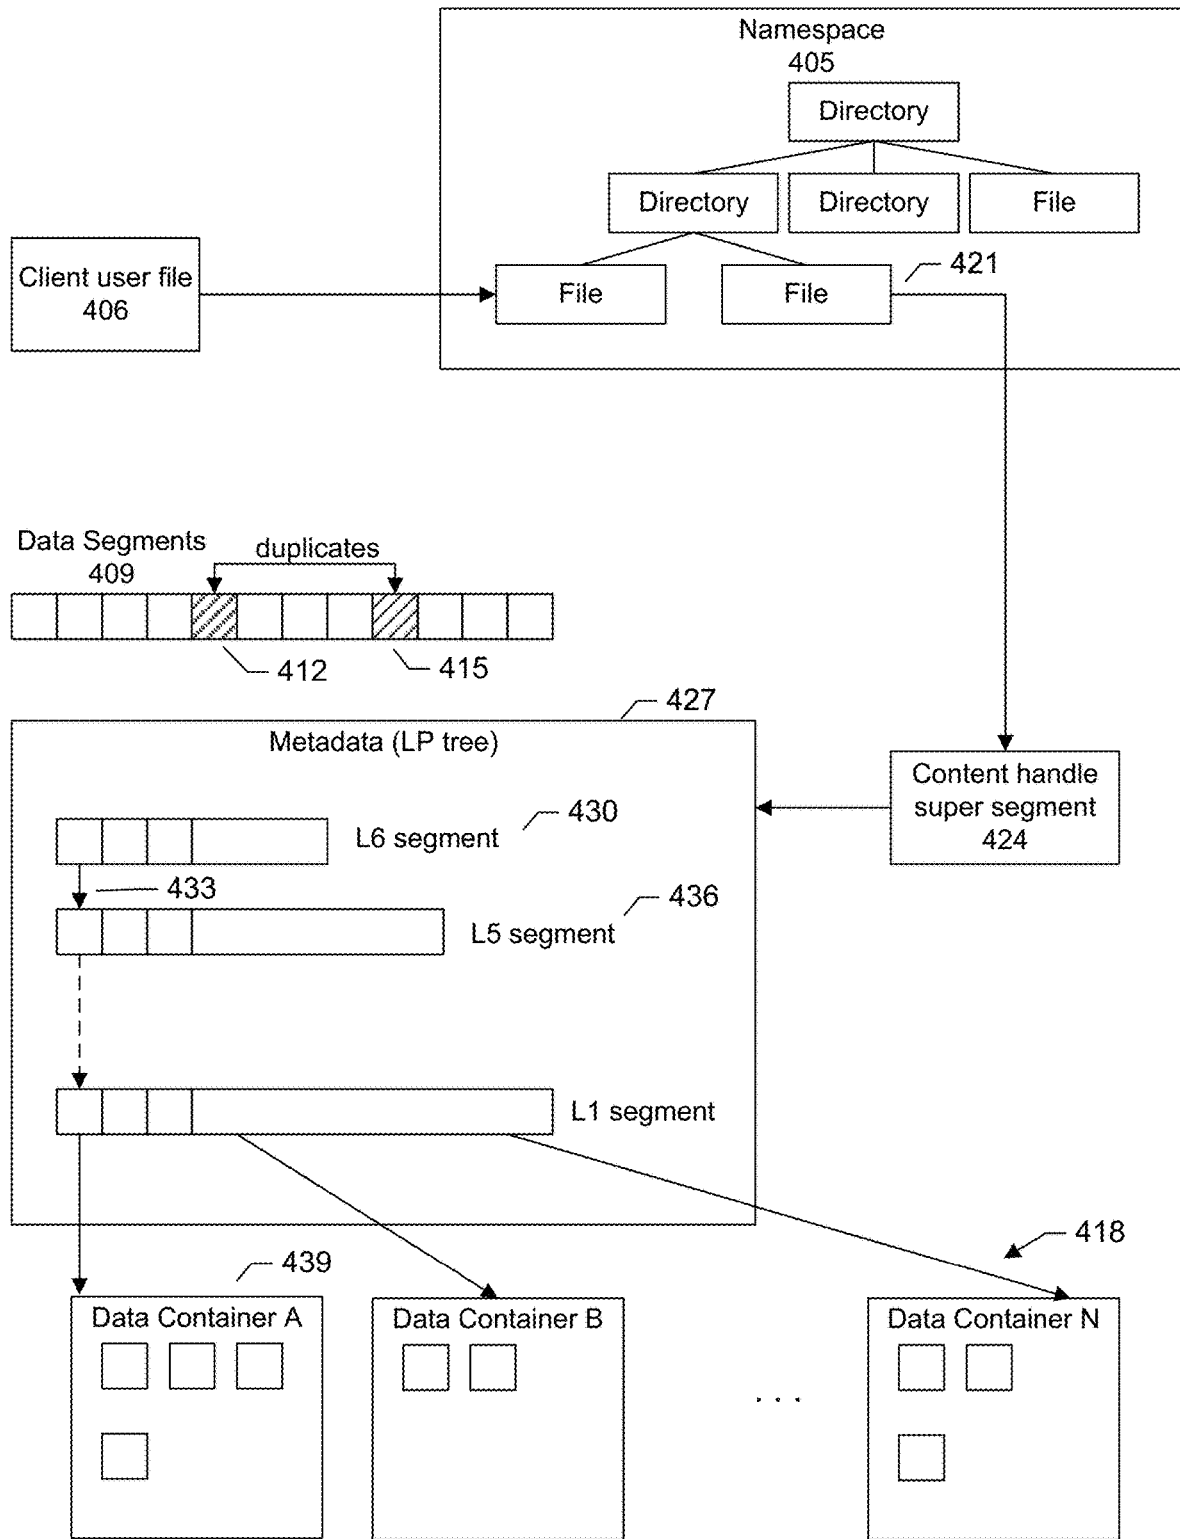 Namespace
405
Directory
Directory
Directory
File
421
Client user file
406
File
File
Data Segments
409
duplicates
412
415
427
Metadata (LP tree)
Content handle
super segment
424
430
L6 segment
433
436
L5 segment
L1 segment
418
439
Data Container A
Data Container B
. . .
Data Container N